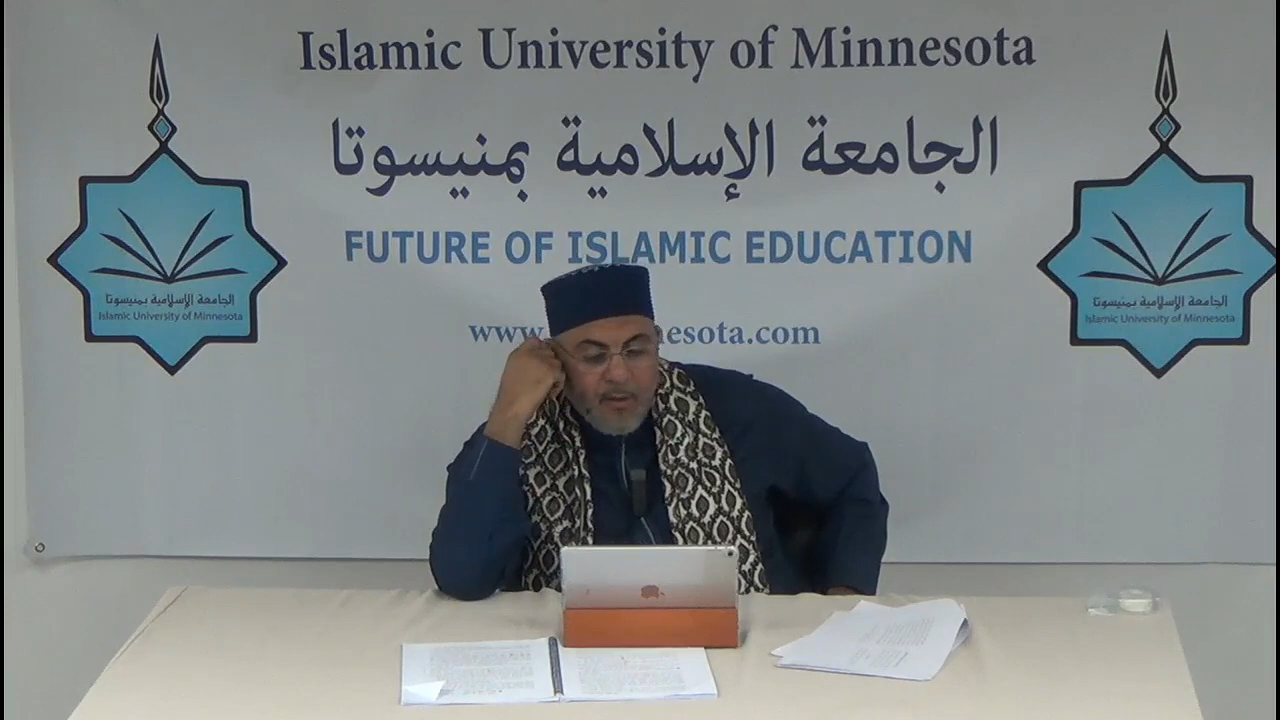 Islamic University of Minnesota
الجامعة الإسلامية بمنيسوتا
FUTURE OF ISLAMIC EDUCATION
www. nesota.com
الجامعة الإسلامية بمنيسوتا
Islamic University of Minnesota
الجامعة الإسلامية بمنيسوتا
Islamic University of Minnesota